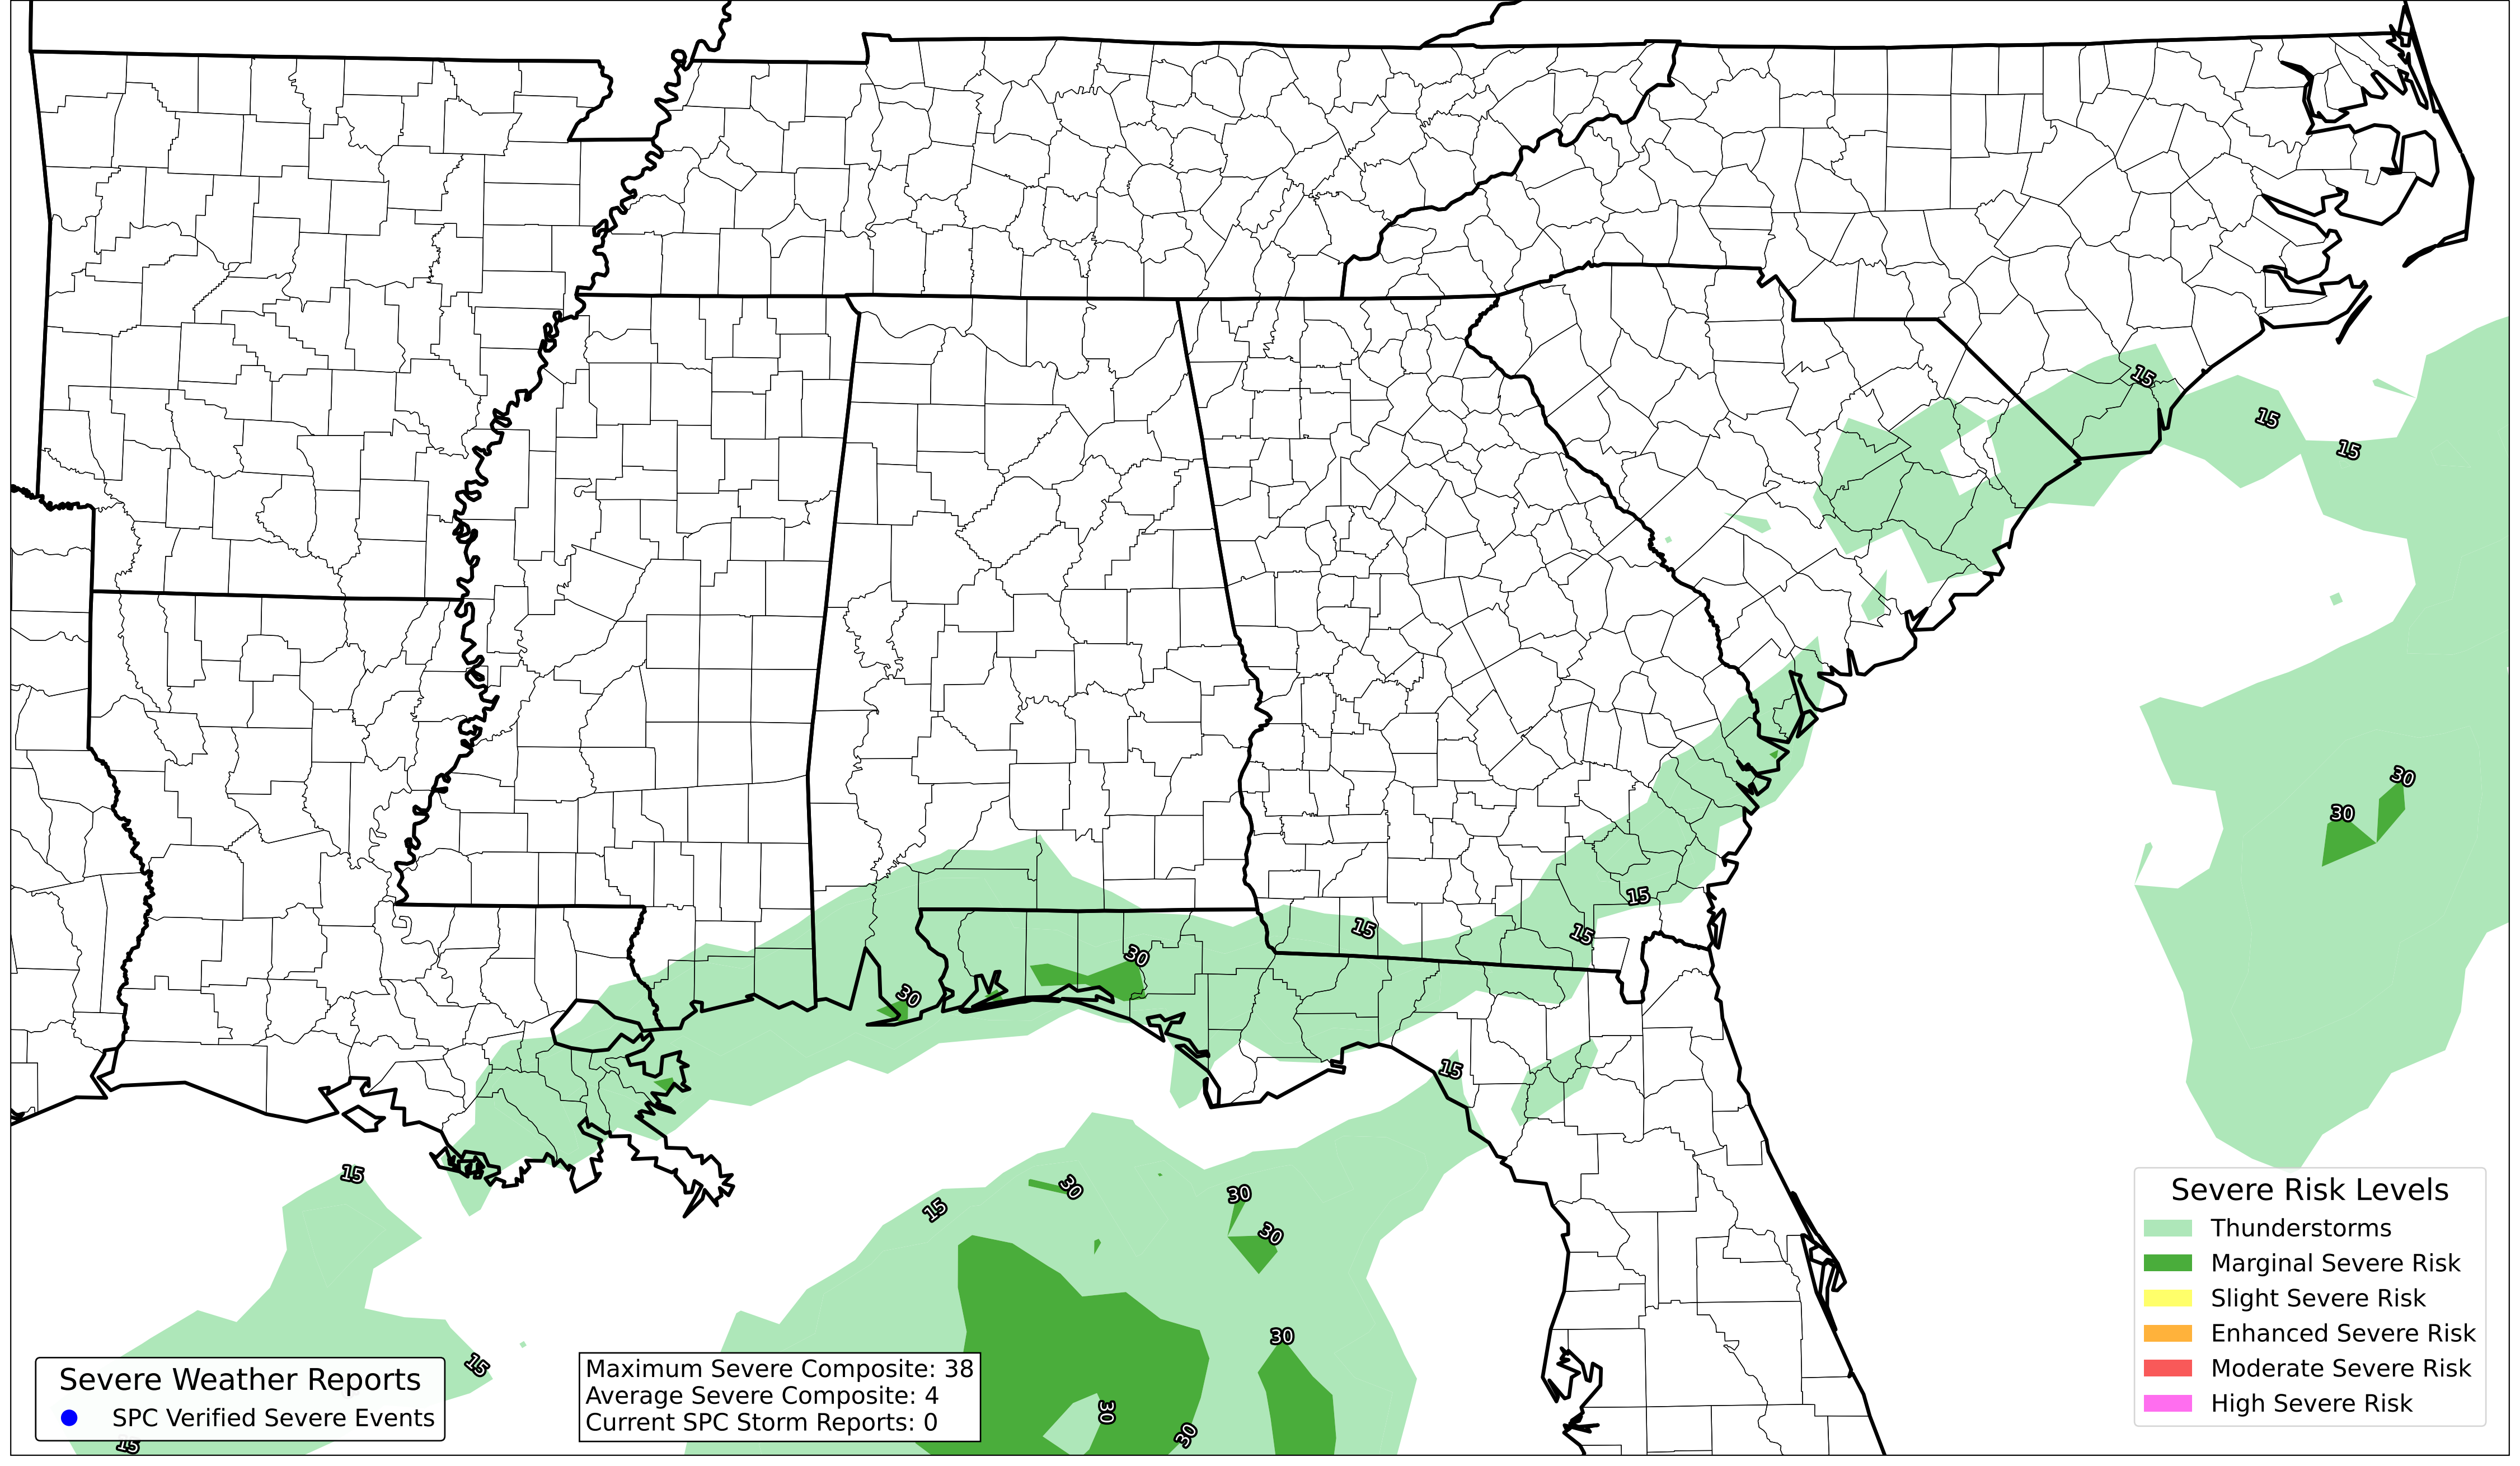 15
15
15
30
30
15
15
15
30
30
15
15
30
30
15
30
30
15
30
30
15
Severe Risk Levels
Thunderstorms
Marginal Severe Risk
Slight Severe Risk
Enhanced Severe Risk
Moderate Severe Risk
High Severe Risk
Severe Weather Reports
SPC Verified Severe Events
Maximum Severe Composite: 38
Average Severe Composite: 4
Current SPC Storm Reports: 0